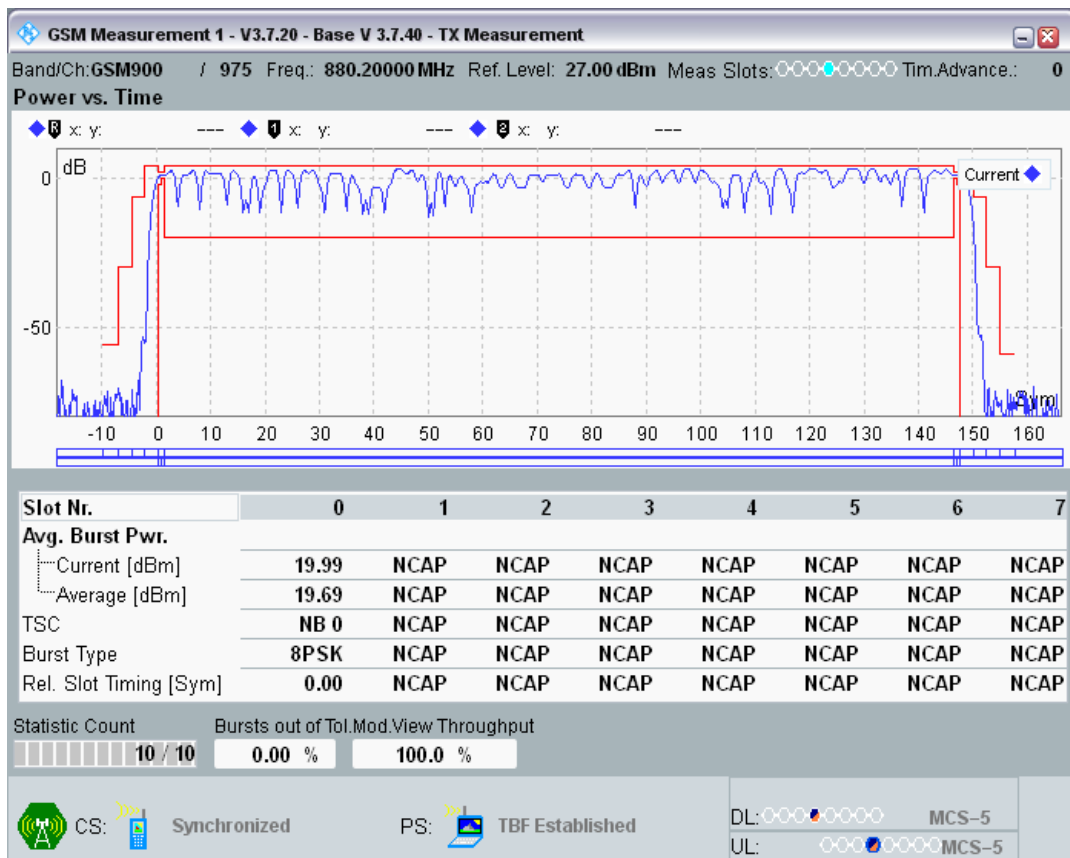 GSM Measurement 1 - V3.7.20 - Base V 3.7.40 - TX Measurement
Band/Ch:GSM900 / 975 Freq.: 880.20000 MHz Ref. Level: 27.00 dBm Meas Slots: Tim.Advance.: 0
Power vs. Time
R x: y: --- 1 x: y: --- 2 x: y: ---
dB
Current
0
-50
Sym
-10 0 10 20 30 40 50 60 70 80 90 100 110 120 130 140 150 160
Slot Nr. 0 1 2 3 4 5 6 7
Avg. Burst Pwr.
Current [dBm] 19.99 NCAP NCAP NCAP NCAP NCAP NCAP NCAP
Average [dBm] 19.69 NCAP NCAP NCAP NCAP NCAP NCAP NCAP
TSC NB 0 NCAP NCAP NCAP NCAP NCAP NCAP NCAP
Burst Type 8PSK NCAP NCAP NCAP NCAP NCAP NCAP NCAP
Rel. Slot Timing [Sym] 0.00 NCAP NCAP NCAP NCAP NCAP NCAP NCAP
Statistic Count Bursts out of Tol.Mod.View Throughput
10 / 10 0.00 % 100.0 %
CS: Synchronized PS: TBF Established
DL: MCS-5
UL: MCS-5